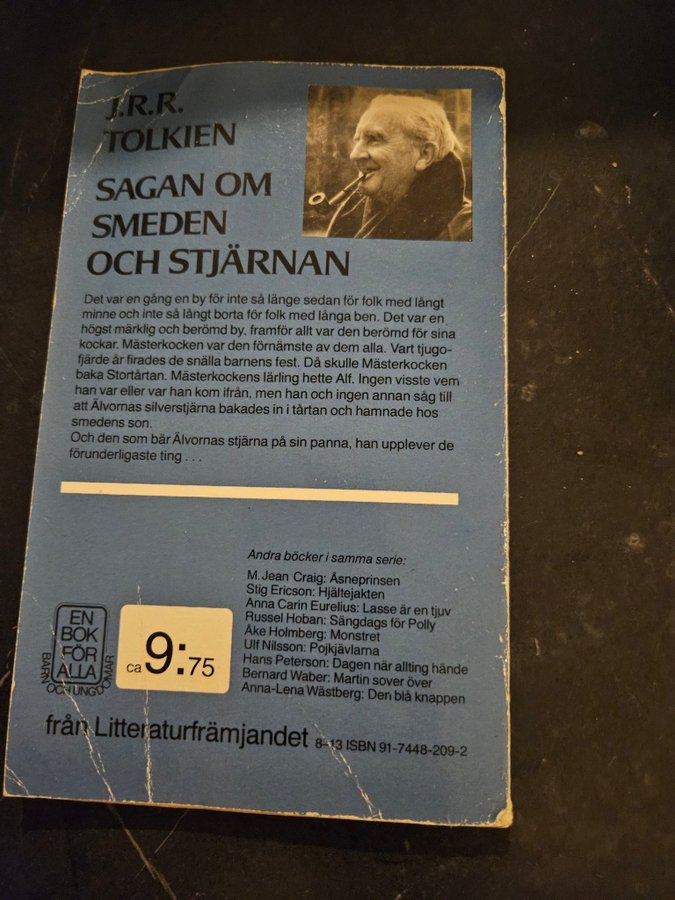 J.R.R.
TOLKIEN
SAGAN OM
SMEDEN
OCH STJÄRNAN
Det var en gång en by för inte så länge sedan för folk med långt
minne och inte så långt borta för folk med långa ben. Det var en
högst märklig och berömd by, framför allt var den berömd för sina
kockar. Mästerkocken var den förnämste av dem alla. Vart tjugo-
fjärde år firades de snälla barnens fest. Då skulle Mästerkocken
baka Stortårtan. Mästerkockens lärling hette Alf. Ingen visste vem
han var eller var han kom ifrån, men han och ingen annan såg till
att Älvornas silverstjärna bakades in i tårtan och hamnade hos
smedens son.
Och den som bär Älvornas stjärna på sin panna, han upplever de
förunderligaste ting . . .
Andra böcker i samma serie:
M. Jean Craig: Åsneprinsen
Stig Ericson: Hjältejakten
Anna Carin Eurelius: Lasse är en tjuv
Russel Hoban: Sängdags för Polly
Åke Holmberg: Monstret
Ulf Nilsson: Pojkjävlarna
Hans Peterson: Dagen när allting hände
Bernard Waber: Martin sover över
Anna-Lena Wästberg: Den blå knappen
EN
BOK
FÖR
ALLA
BARN OCH UNGDOMAR
ca 9:75
från Litteraturfrämjandet 8–13 ISBN 91-7448-209-2